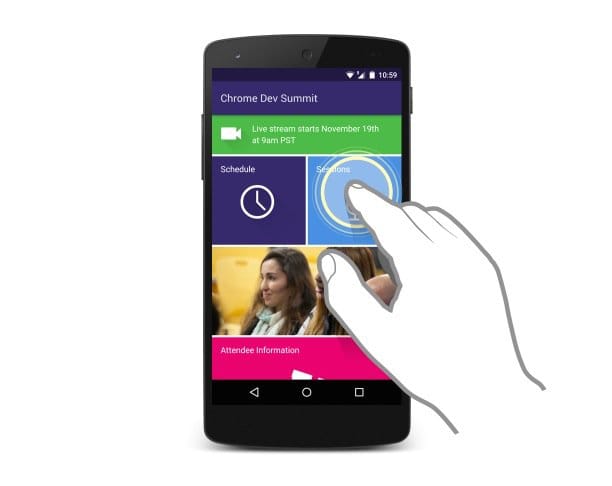 10:59
Chrome Dev Summit
Live stream starts November 19th
at 9am PST
Schedule
Sessions
Attendee Information